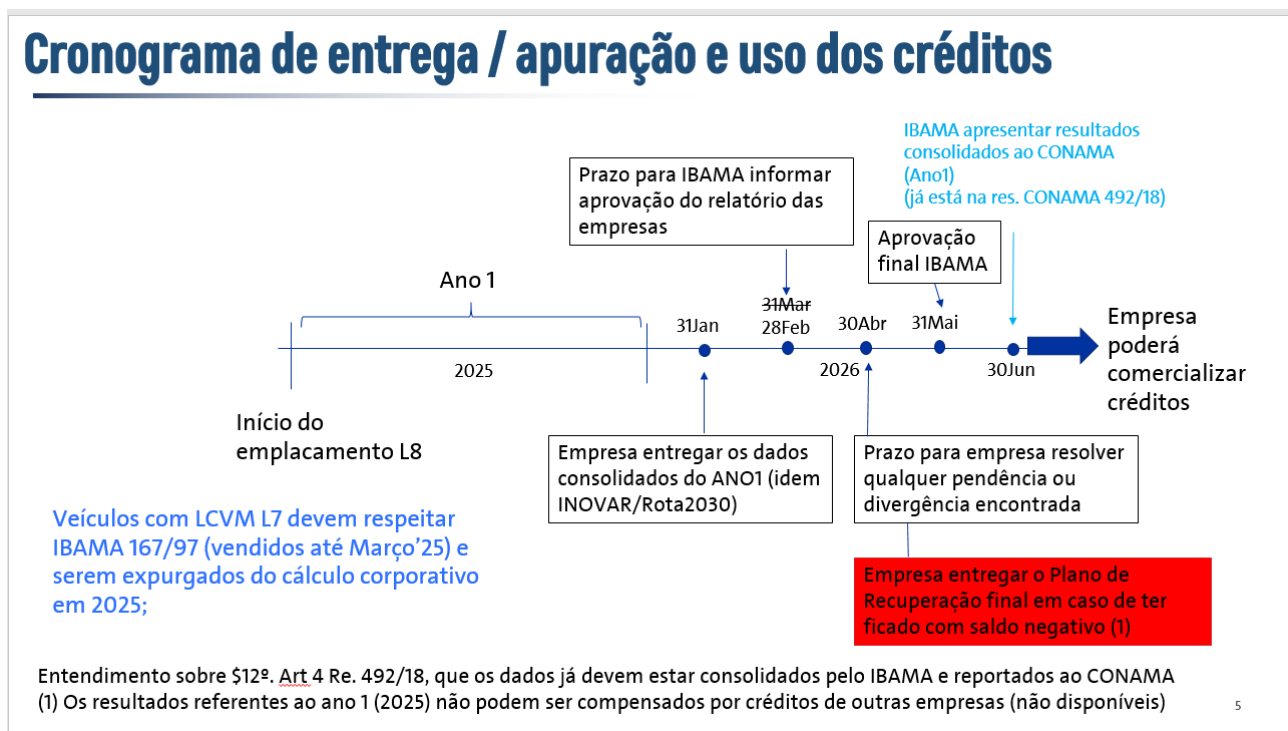 Cronograma de entrega / apuração e uso dos créditos
IBAMA apresentar resultados
consolidados ao CONAMA
(Ano1)
(já está na res. CONAMA 492/18)
Prazo para IBAMA informar
aprovação do relatório das
empresas
Aprovação
final IBAMA
Ano 1
31Jan
31Mar
28Feb
30Abr
31Mai
2025
2026
30Jun
Empresa
poderá
comercializar
créditos
Início do
emplacamento L8
Empresa entregar os dados
consolidados do ANO1 (idem
INOVAR/Rota2030)
Prazo para empresa resolver
qualquer pendência ou
divergência encontrada
Veículos com LCVM L7 devem respeitar
IBAMA 167/97 (vendidos até Março'25) e
serem expurgados do cálculo corporativo
em 2025;
Empresa entregar o Plano de
Recuperação final em caso de ter
ficado com saldo negativo (1)
Entendimento sobre $12º. Art 4 Re. 492/18, que os dados já devem estar consolidados pelo IBAMA e reportados ao CONAMA
(1) Os resultados referentes ao ano 1 (2025) não podem ser compensados por créditos de outras empresas (não disponíveis)
5